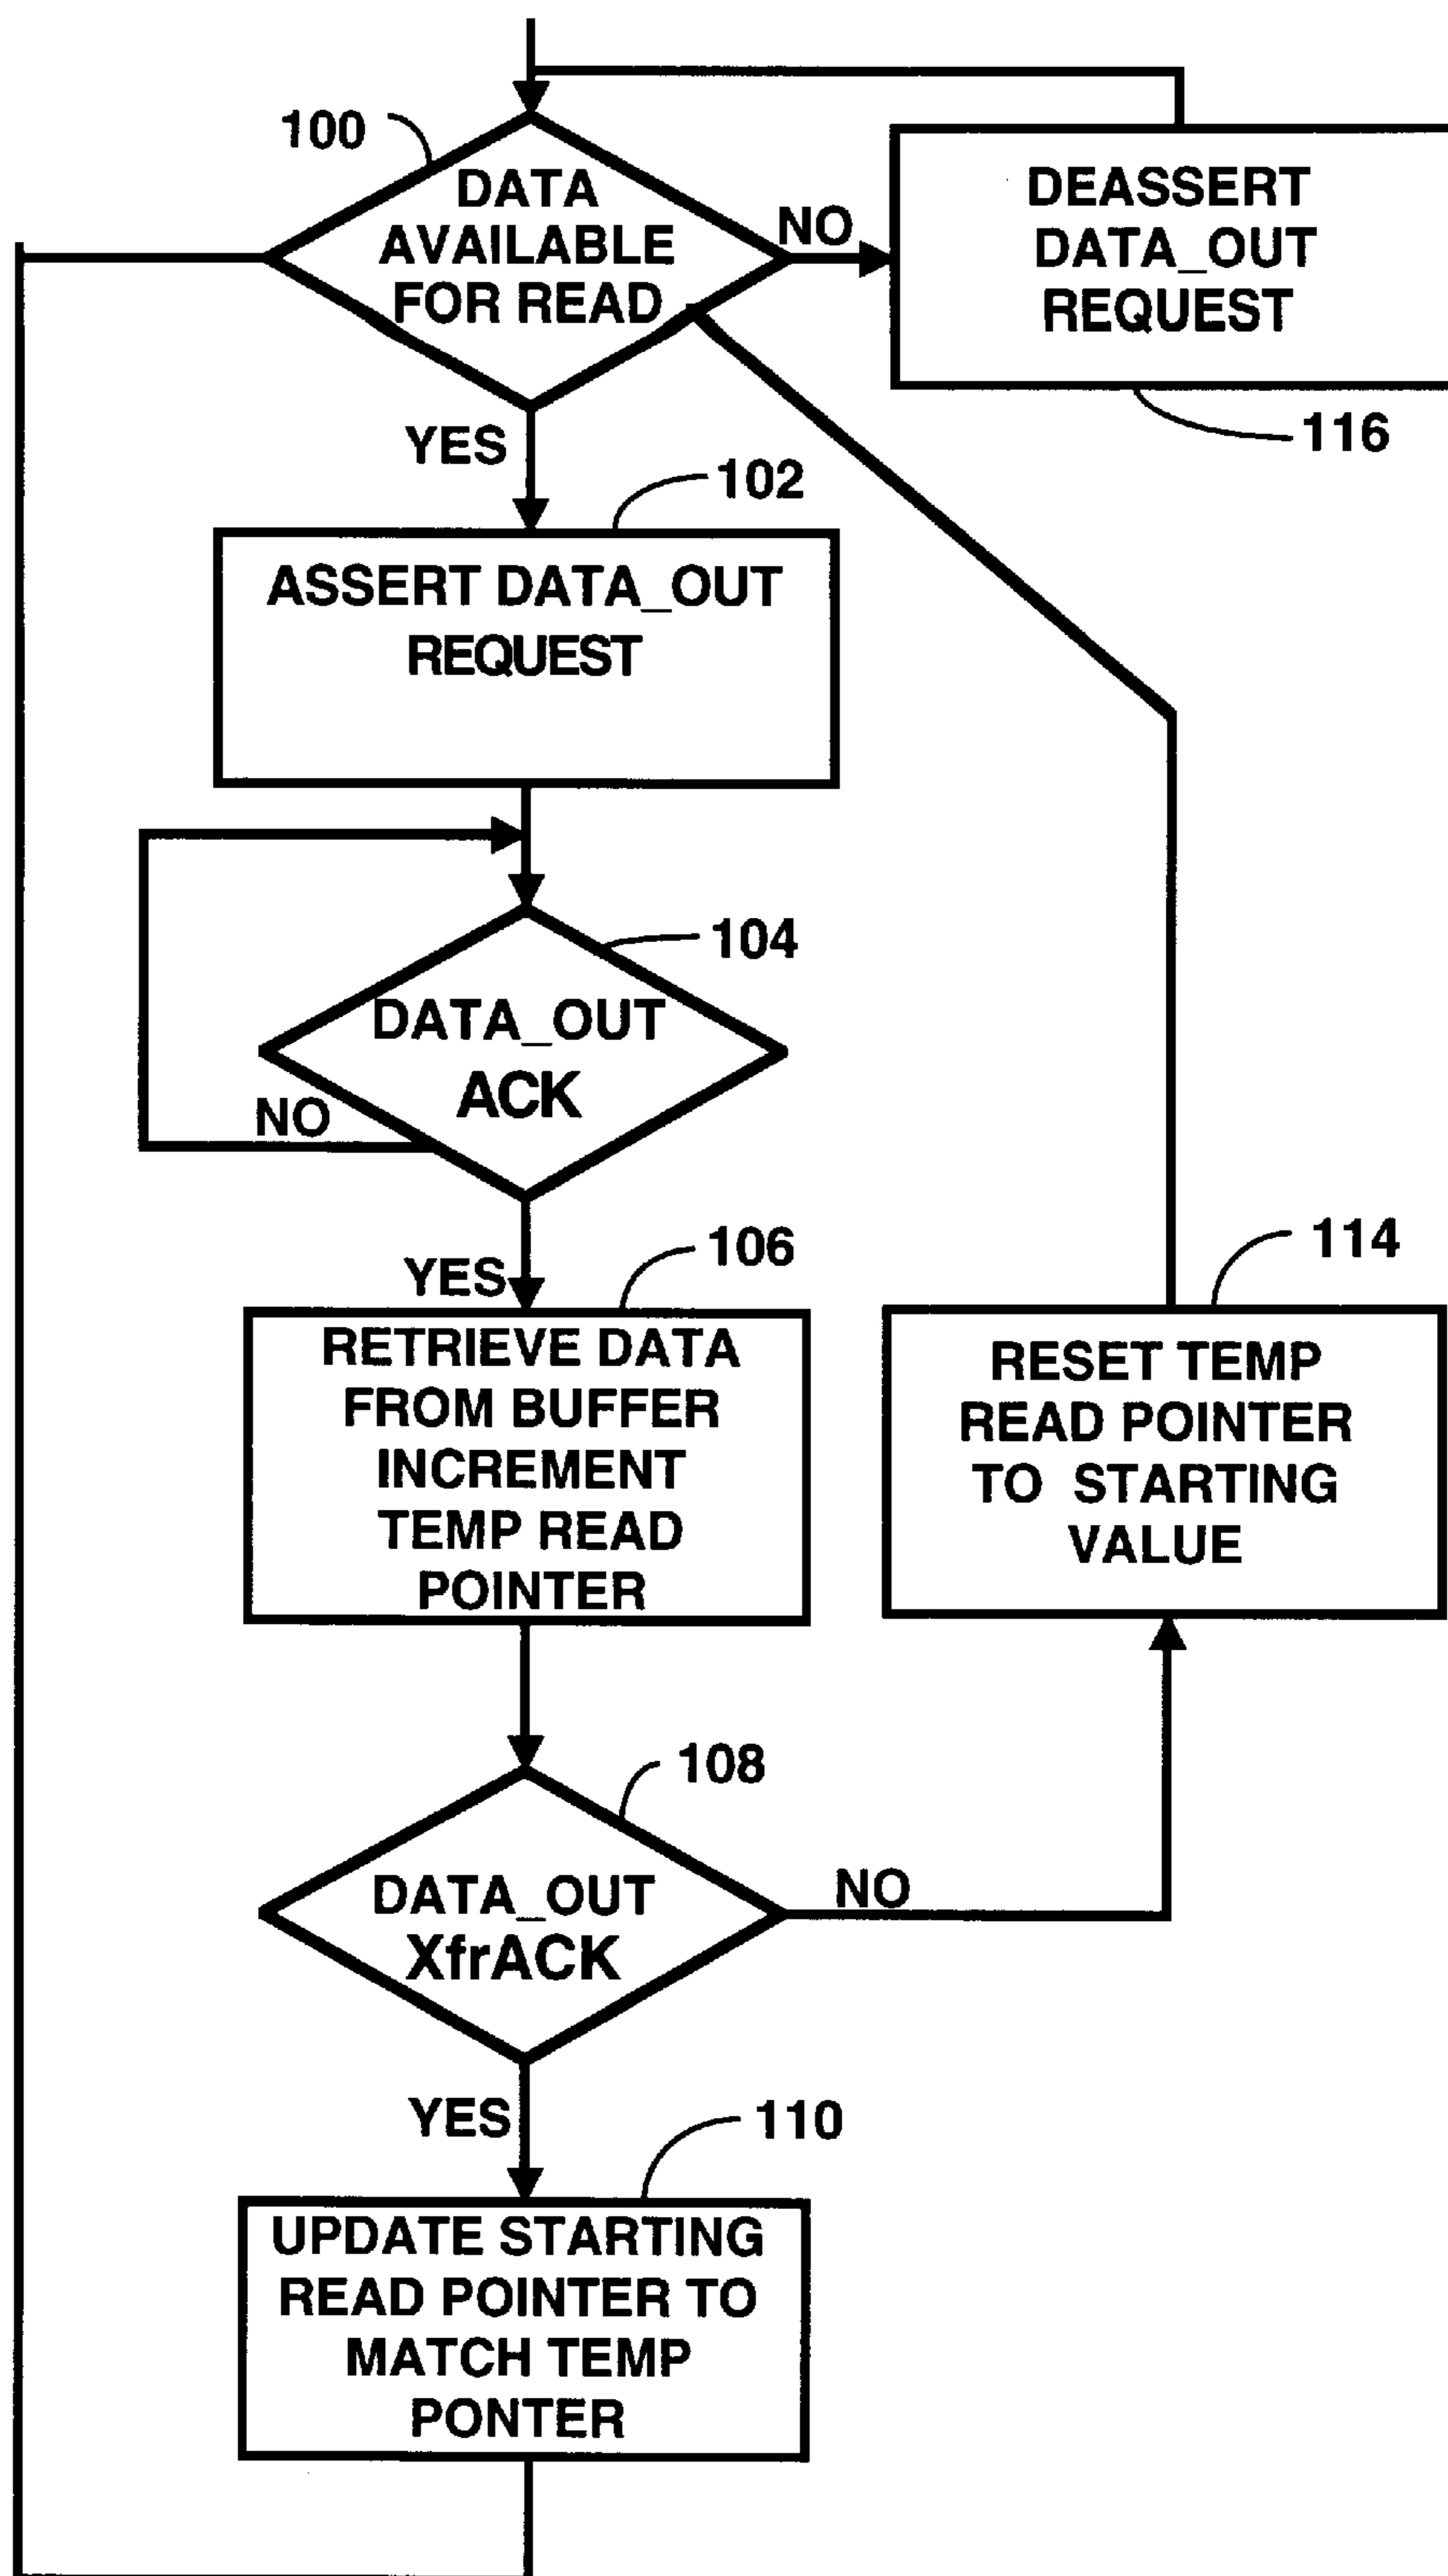 100
DATA
AVAILABLE
FOR READ
NO
DEASSERT
DATA_OUT
REQUEST
116
YES
102
ASSERT DATA_OUT
REQUEST
104
DATA_OUT
ACK
NO
YES
106
RETRIEVE DATA
FROM BUFFER
INCREMENT
TEMP READ
POINTER
114
RESET TEMP
READ POINTER
TO STARTING
VALUE
108
DATA_OUT
XfrACK
NO
YES
110
UPDATE STARTING
READ POINTER TO
MATCH TEMP
PONTER